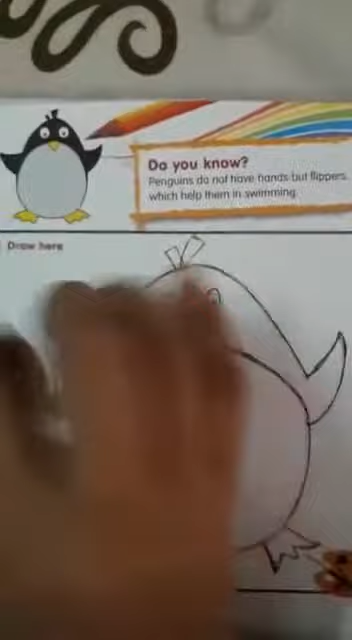 Do you know?
Penguins do not have hands but flippers,
which help them in swimming.
Draw here